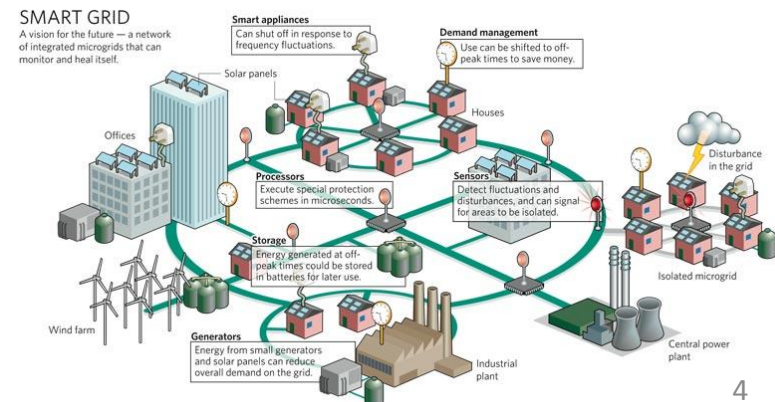 SMART GRID
A vision for the future — a network
of integrated microgrids that can
monitor and heal itself.
Smart appliances
Can shut off in response to
frequency fluctuations.
Demand management
Use can be shifted to off-
peak times to save money.
Solar panels
Houses
Offices
Disturbance
in the grid
Processors
Execute special protection
schemes in microseconds.
Sensors
Detect fluctuations and
disturbances, and can signal
for areas to be isolated.
Storage
Energy generated at off-
peak times could be stored
in batteries for later use.
Isolated microgrid
Wind farm
Generators
Energy from small generators
and solar panels can reduce
overall demand on the grid.
Central power
plant
Industrial
plant
4